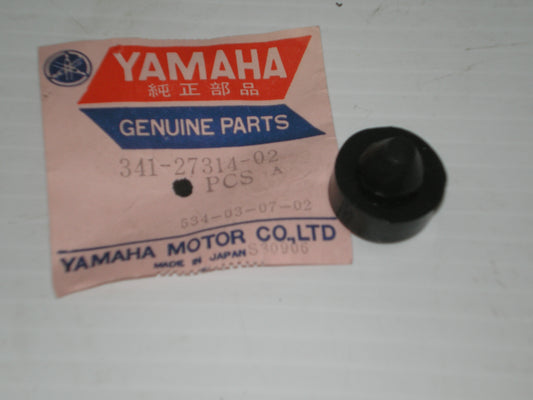 YAMAHA
純正部品
GENUINE PARTS
341-27314-02
PCS A
534-03-07-02
YAMAHA MOTOR CO.,LTD
MADE IN JAPAN S30906